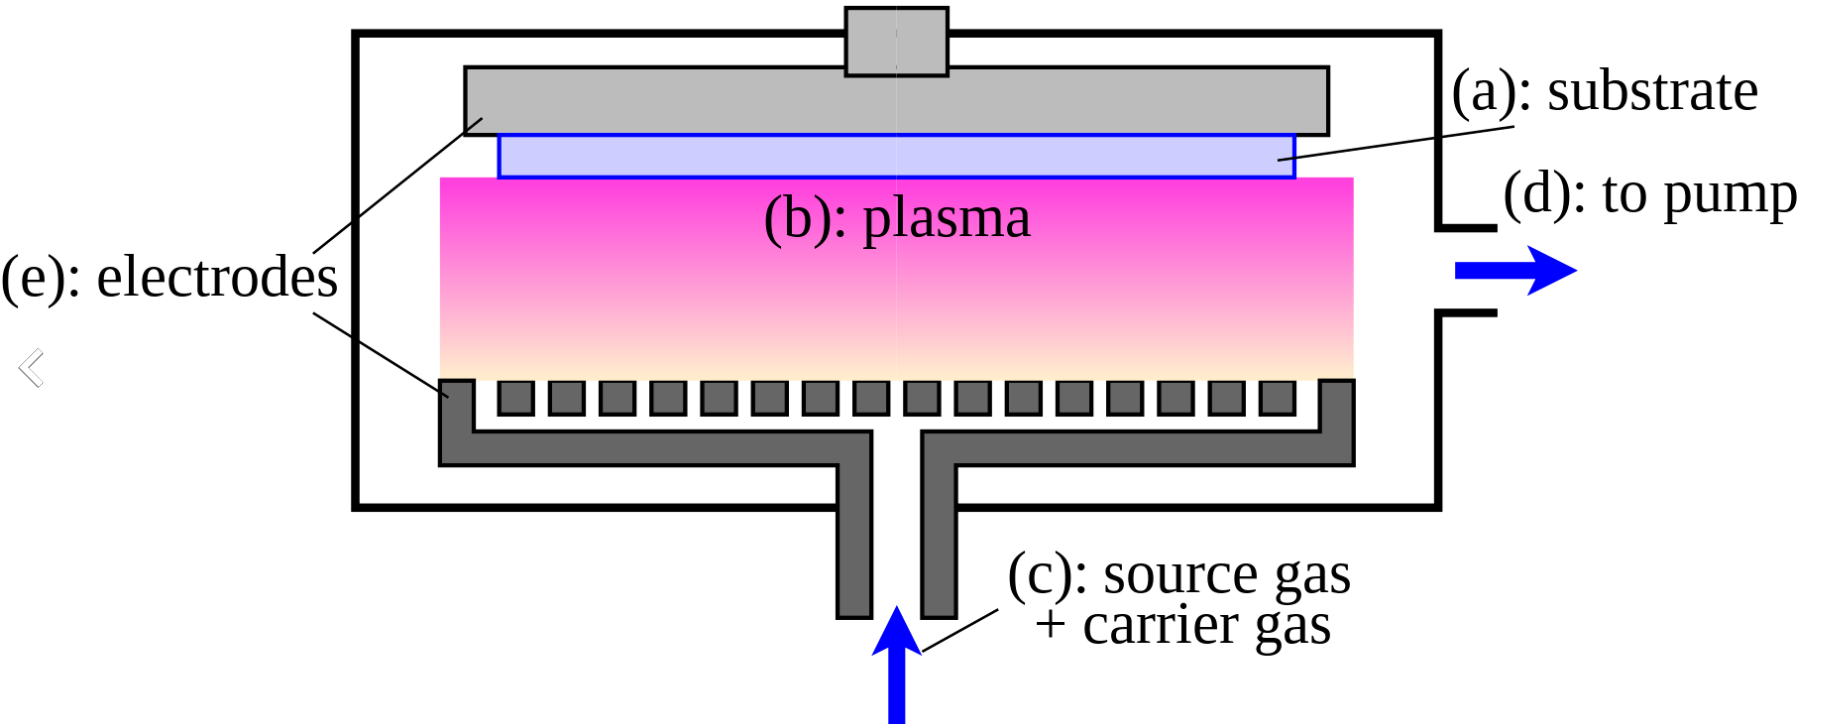 (a): substrate
(d): to pump
(b): plasma
(e): electrodes
(c): source gas
+ carrier gas